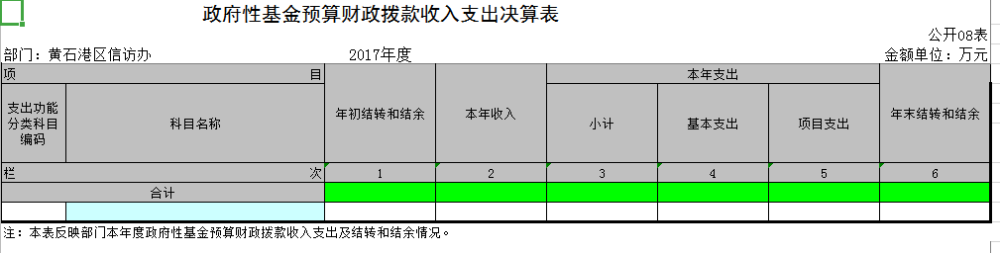 政府性基金预算财政拨款收入支出决算表
公开08表
部门：黄石港区信访办 2017年度 金额单位：万元
项 目 年初结转和结余 本年收入 本年支出 年末结转和结余
支出功能分类科目编码 科目名称 小计 基本支出 项目支出
栏 次 1 2 3 4 5 6
合计
注：本表反映部门本年度政府性基金预算财政拨款收入支出及结转和结余情况。